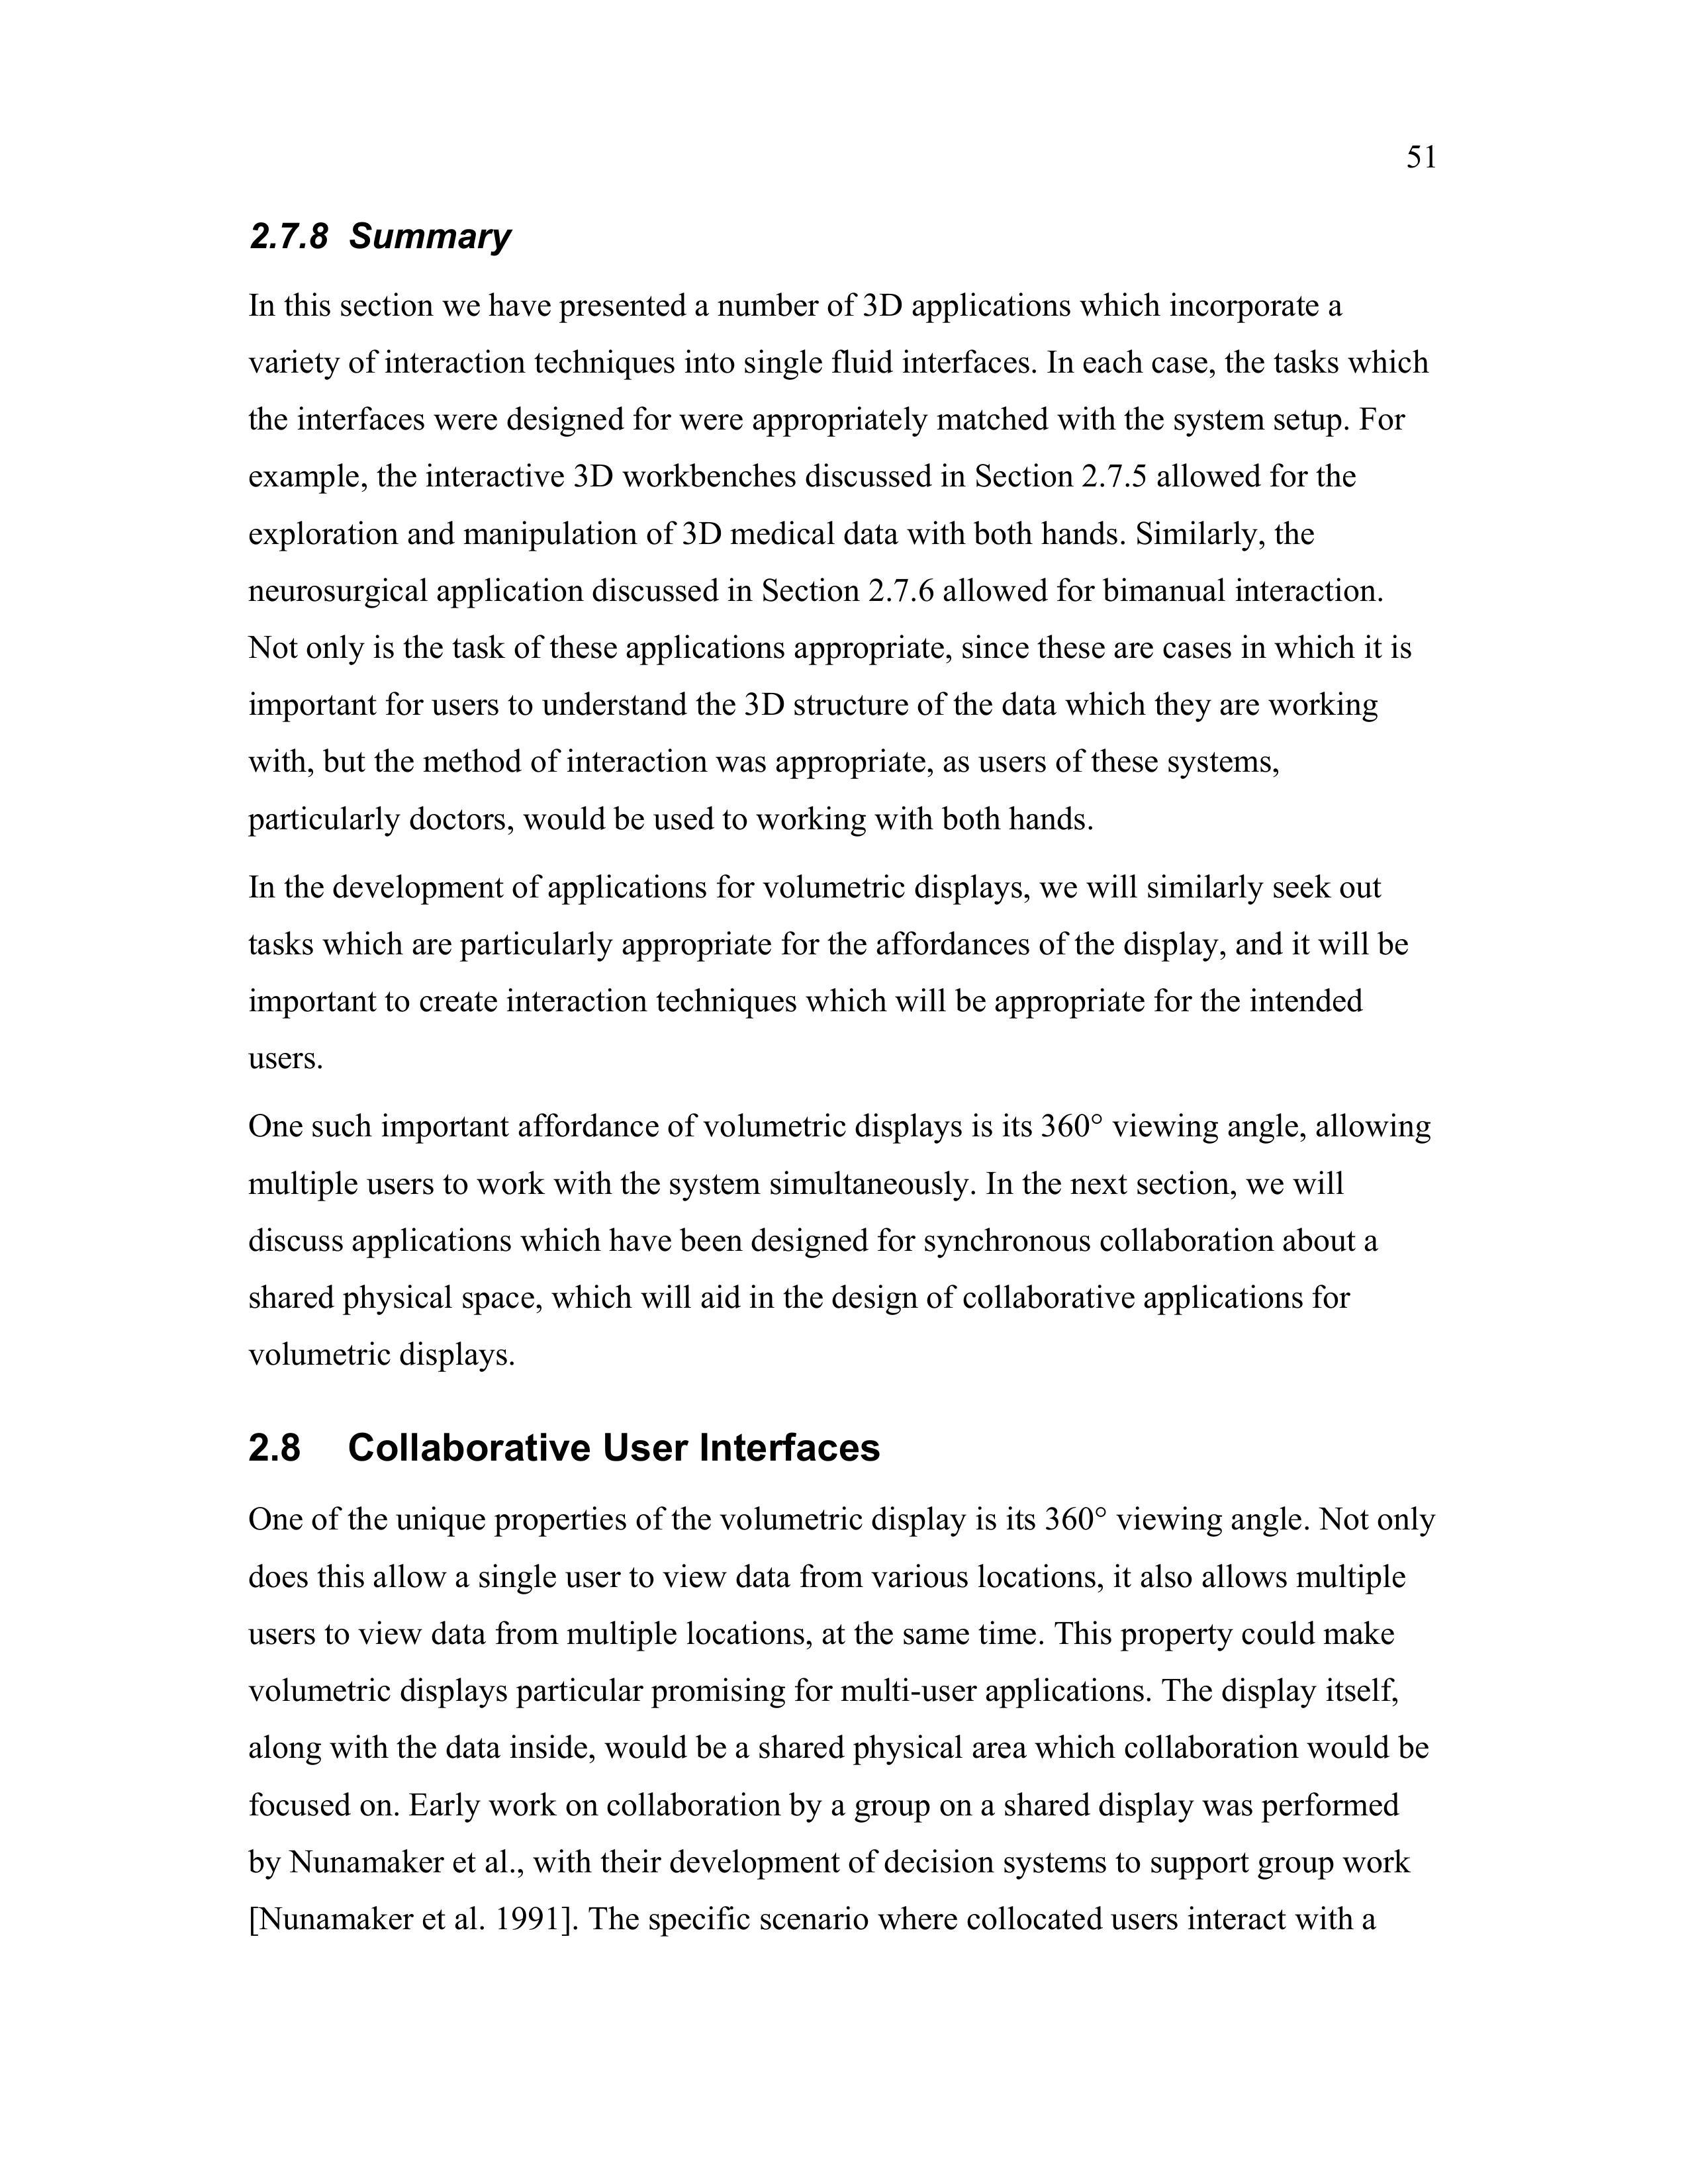 51
2.7.8 Summary
In this section we have presented a number of 3D applications which incorporate a
variety of interaction techniques into single fluid interfaces. In each case, the tasks which
the interfaces were designed for were appropriately matched with the system setup. For
example, the interactive 3D workbenches discussed in Section 2.7.5 allowed for the
exploration and manipulation of 3D medical data with both hands. Similarly, the
neurosurgical application discussed in Section 2.7.6 allowed for bimanual interaction.
Not only is the task of these applications appropriate, since these are cases in which it is
important for users to understand the 3D structure of the data which they are working
with, but the method of interaction was appropriate, as users of these systems,
particularly doctors, would be used to working with both hands.
In the development of applications for volumetric displays, we will similarly seek out
tasks which are particularly appropriate for the affordances of the display, and it will be
important to create interaction techniques which will be appropriate for the intended
users.
One such important affordance of volumetric displays is its 360° viewing angle, allowing
multiple users to work with the system simultaneously. In the next section, we will
discuss applications which have been designed for synchronous collaboration about a
shared physical space, which will aid in the design of collaborative applications for
volumetric displays.
2.8 Collaborative User Interfaces
One of the unique properties of the volumetric display is its 360° viewing angle. Not only
does this allow a single user to view data from various locations, it also allows multiple
users to view data from multiple locations, at the same time. This property could make
volumetric displays particular promising for multi-user applications. The display itself,
along with the data inside, would be a shared physical area which collaboration would be
focused on. Early work on collaboration by a group on a shared display was performed
by Nunamaker et al., with their development of decision systems to support group work
[Nunamaker et al. 1991]. The specific scenario where collocated users interact with a